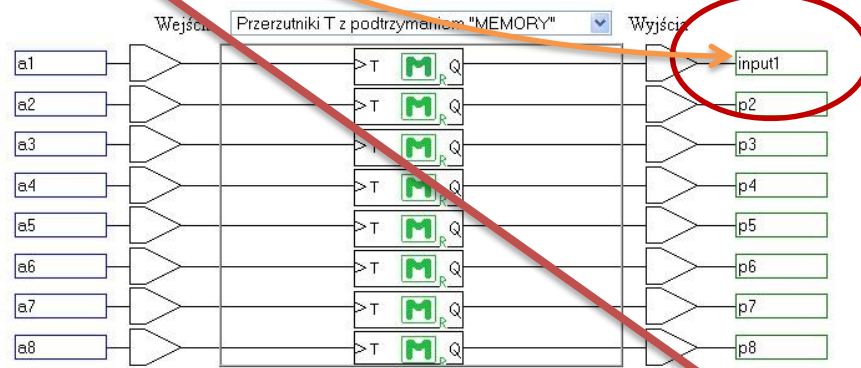 Wejścia Przerzutniki T z podtrzymaniem "MEMORY" Wyjścia
a1 T M R Q input1
a2 T M R Q p2
a3 T M R Q p3
a4 T M R Q p4
a5 T M R Q p5
a6 T M R Q p6
a7 T M R Q p7
a8 T M R Q p8